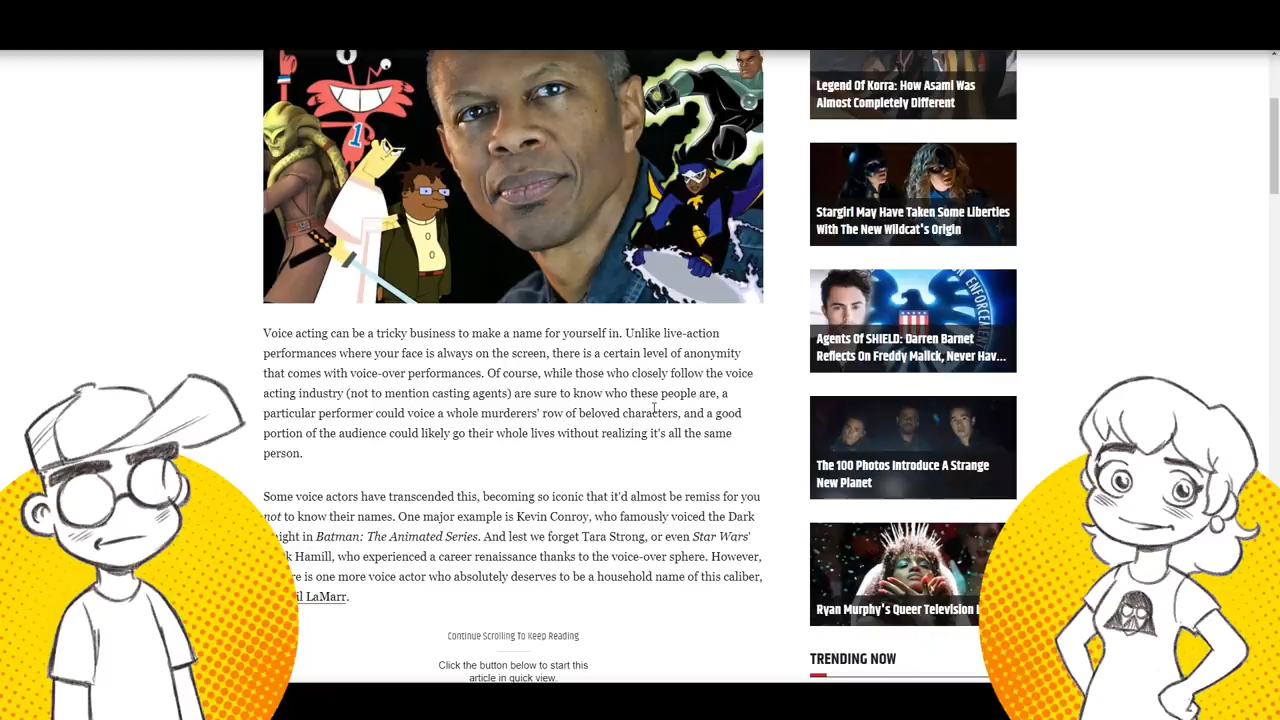 Voice acting can be a tricky business to make a name for yourself in. Unlike live-action
performances where your face is always on the screen, there is a certain level of anonymity
that comes with voice-over performances. Of course, while those who closely follow the voice
acting industry (not to mention casting agents) are sure to know who these people are, a
particular performer could voice a whole murderers' row of beloved characters, and a good
portion of the audience could likely go their whole lives without realizing it's all the same
person.
Some voice actors have transcended this, becoming so iconic that it'd almost be remiss for you
not to know their names. One major example is Kevin Conroy, who famously voiced the Dark
in Batman: The Animated Series. And lest we forget Tara Strong, or even Star Wars'
Hamill, who experienced a career renaissance thanks to the voice-over sphere. However,
is one more voice actor who absolutely deserves to be a household name of this caliber,
LaMarr.
Continue Scrolling To Keep Reading
Click the button below to start this
article in quick view.
Legend Of Korra: How Asami Was
Almost Completely Different
Stargirl May Have Taken Some Liberties
With The New Wildcat's Origin
ENFORCEMENT
Agents Of SHIELD: Darren Barnet
Reflects On Freddy Malick, Never Hav...
The 100 Photos Introduce A Strange
New Planet
Ryan Murphy's Queer Television
TRENDING NOW
1